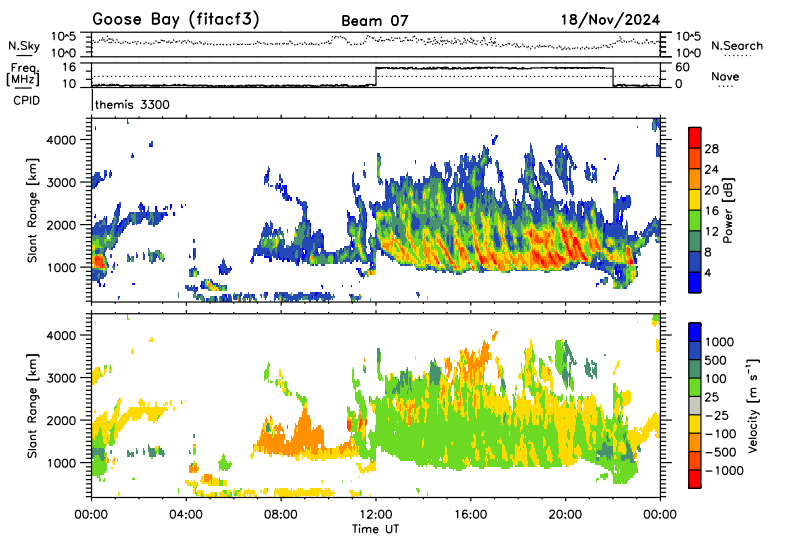 Goose Bay (fitacf3) Beam 07 18/Nov/2024
N.Sky 10^5 10^0 10^5 10^0 N.Search
Freq. [MHz] 16 10 60 0 Nave
CPID themis 3300
Slant Range [km] 4000 3000 2000 1000
Power [dB] 28 24 20 16 12 8 4
Slant Range [km] 4000 3000 2000 1000
Velocity [m s⁻¹] 1000 500 100 25 −25 −100 −500 −1000
00:00 04:00 08:00 12:00 16:00 20:00 00:00
Time UT